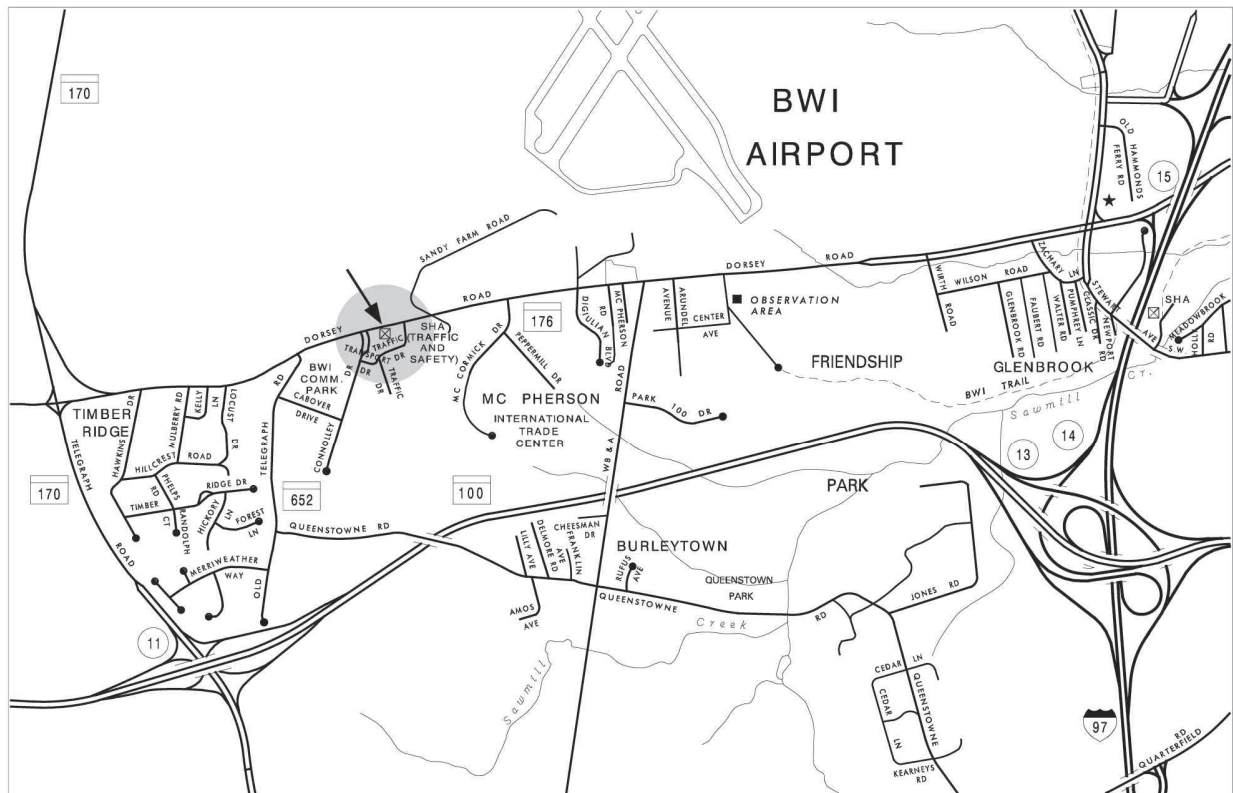 170
BWI
AIRPORT
OLD HAMMONDS
FERRY RD
15
SANDY FARM ROAD
DORSEY
ROAD
DORSEY
ROAD
176
DIGIULIAN BLVD
MC PHERSON
RD
ARUNDEL
AVENUE
CENTER
AVE
OBSERVATION
AREA
WIRTH
ROAD
WILSON ROAD
ZACHARY LN
GLENBROOK RD
FAUBERT RD
WALTER RD
PUMPHREY LN
CLASSIC DR
NEWPORT RD
STEWART
AVE
SHA
MEADOWBROOK
S W
HOLLY
RD
SHA
(TRAFFIC
AND
SAFETY)
TRAFFIC
TRANSPORT DR
DR
TRAFFIC
DR
BWI
COMM.
PARK
CABOVER
DRIVE
CONNOLLEY
DR
MC CORMICK DR
PEPPERMILL DR
MC PHERSON
INTERNATIONAL
TRADE
CENTER
FRIENDSHIP
GLENBROOK
BWI TRAIL
Sawmill
Cr.
TIMBER
RIDGE
HAWKINS
DR
MULBERRY RD
KELLY
LN
LOCUST
DR
TELEGRAPH
RD
HILLCREST ROAD
PHELPS
RD
TIMBER
RIDGE DR
CT
RANDOLPH
HICKORY
LN
FOREST
LN
MERRIWEATHER
WAY
OLD
TELEGRAPH
ROAD
170
652
100
QUEENSTOWNE RD
PARK 100 DR
WB & A
ROAD
13
14
PARK
LILLY AVE
DELMORE RD
FRANKLIN
AVE
CHEESMAN
DR
BURLEYTOWN
RUFUS
AVE
QUEENSTOWN
PARK
QUEENSTOWNE
RD
JONES RD
AMOS
AVE
Creek
Sawmill
11
CEDAR LN
CEDAR
LN
QUEENSTOWNE
KEARNEYS
RD
97
QUARTERFIELD
RD